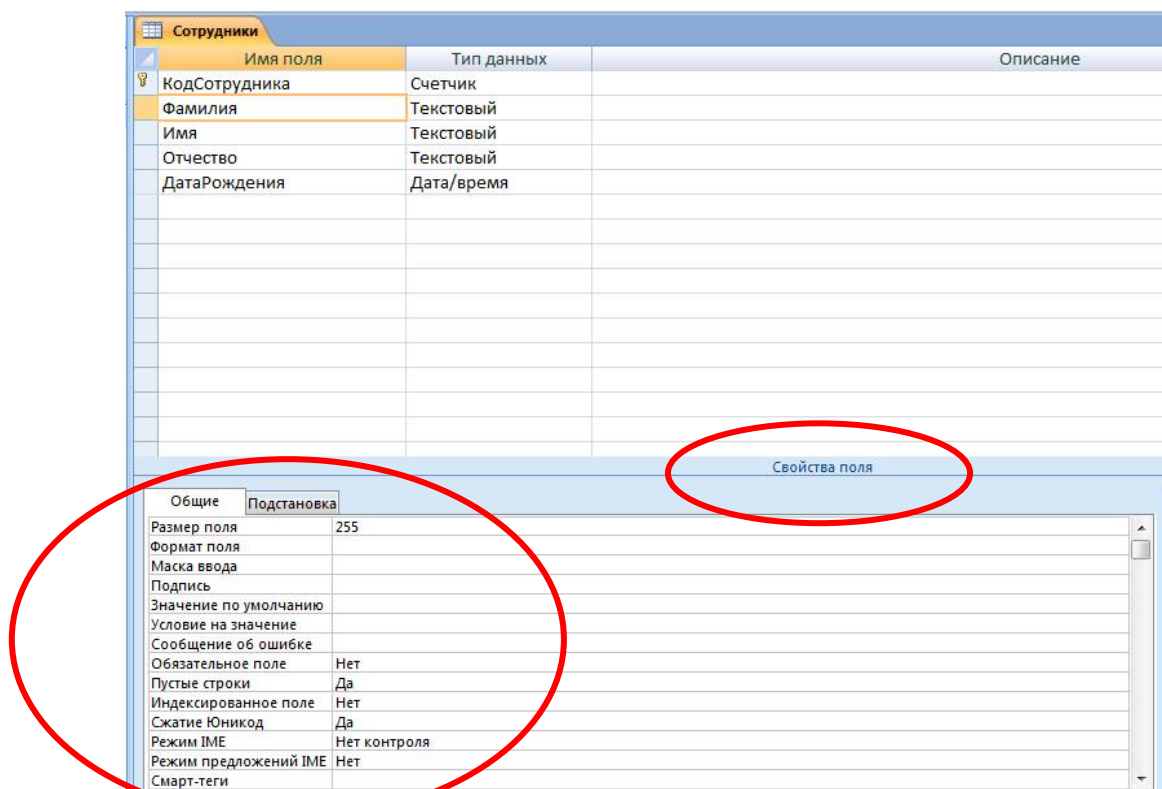 Сотрудники
Имя поля Тип данных Описание
КодСотрудника Счетчик
Фамилия Текстовый
Имя Текстовый
Отчество Текстовый
ДатаРождения Дата/время
Свойства поля
Общие Подстановка
Размер поля 255
Формат поля
Маска ввода
Подпись
Значение по умолчанию
Условие на значение
Сообщение об ошибке
Обязательное поле Нет
Пустые строки Да
Индексированное поле Нет
Сжатие Юникод Да
Режим IME Нет контроля
Режим предложений IME Нет
Смарт-теги